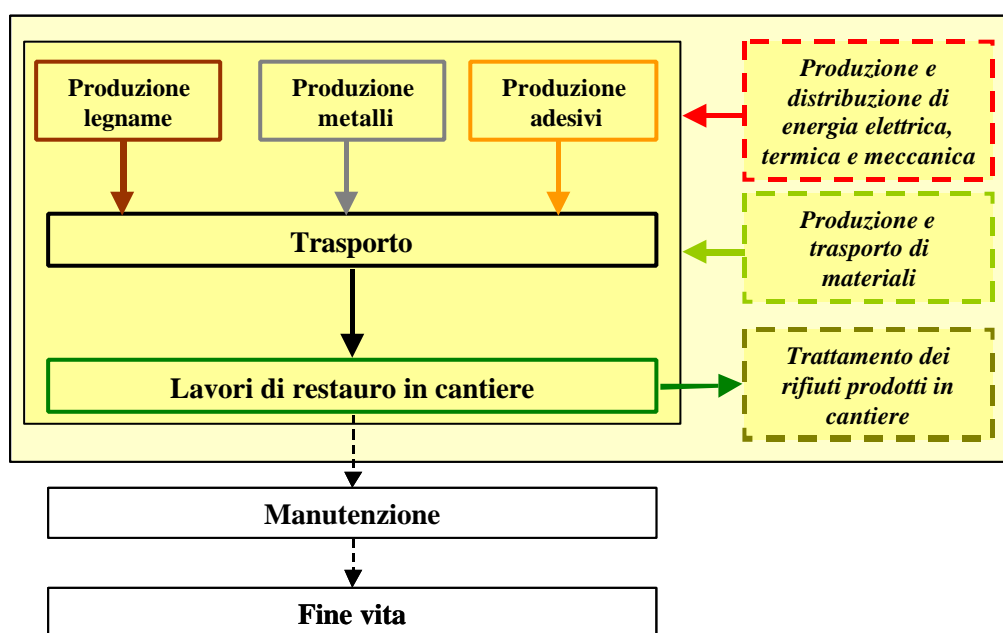 Produzione
legname
Produzione
metalli
Produzione
adesivi
Produzione e
distribuzione di
energia elettrica,
termica e meccanica
Trasporto
Produzione e
trasporto di
materiali
Lavori di restauro in cantiere
Trattamento dei
rifiuti prodotti in
cantiere
Manutenzione
Fine vita